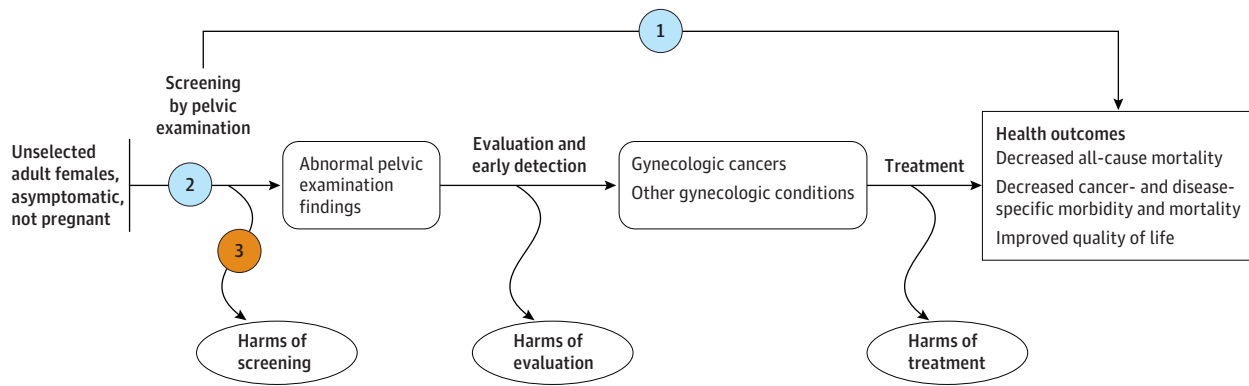 1
Screening
by pelvic
examination
Unselected
adult females,
asymptomatic,
not pregnant
2
3
Abnormal pelvic
examination
findings
Evaluation and
early detection
Gynecologic cancers
Other gynecologic conditions
Treatment
Health outcomes
Decreased all-cause mortality
Decreased cancer- and disease-
specific morbidity and mortality
Improved quality of life
Harms of
screening
Harms of
evaluation
Harms of
treatment